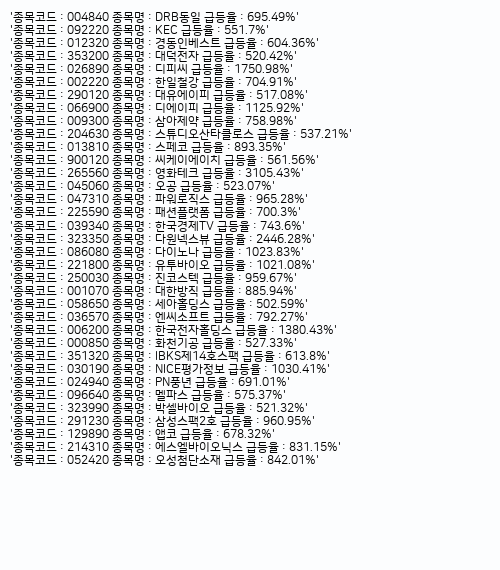 '종목코드 : 004840 종목명 : DRB동일 급등율 : 695.49%'
'종목코드 : 092220 종목명 : KEC 급등율 : 551.7%'
'종목코드 : 012320 종목명 : 경동인베스트 급등율 : 604.36%'
'종목코드 : 353200 종목명 : 대덕전자 급등율 : 520.42%'
'종목코드 : 026890 종목명 : 디피씨 급등율 : 1750.98%'
'종목코드 : 002220 종목명 : 한일철강 급등율 : 704.91%'
'종목코드 : 290120 종목명 : 대유에이피 급등율 : 517.08%'
'종목코드 : 066900 종목명 : 디에이피 급등율 : 1125.92%'
'종목코드 : 009300 종목명 : 삼아제약 급등율 : 758.98%'
'종목코드 : 204630 종목명 : 스튜디오산타클로스 급등율 : 537.21%'
'종목코드 : 013810 종목명 : 스페코 급등율 : 893.35%'
'종목코드 : 900120 종목명 : 씨케이에이치 급등율 : 561.56%'
'종목코드 : 265560 종목명 : 영화테크 급등율 : 3105.43%'
'종목코드 : 045060 종목명 : 오공 급등율 : 523.07%'
'종목코드 : 047310 종목명 : 파워로직스 급등율 : 965.28%'
'종목코드 : 225590 종목명 : 패션플랫폼 급등율 : 700.3%'
'종목코드 : 039340 종목명 : 한국경제TV 급등율 : 743.6%'
'종목코드 : 323350 종목명 : 다원넥스뷰 급등율 : 2446.28%'
'종목코드 : 086080 종목명 : 다이노나 급등율 : 1023.83%'
'종목코드 : 221800 종목명 : 유투바이오 급등율 : 1021.08%'
'종목코드 : 250030 종목명 : 진코스텍 급등율 : 959.67%'
'종목코드 : 001070 종목명 : 대한방직 급등율 : 885.94%'
'종목코드 : 058650 종목명 : 세아홀딩스 급등율 : 502.59%'
'종목코드 : 036570 종목명 : 엔씨소프트 급등율 : 792.27%'
'종목코드 : 006200 종목명 : 한국전자홀딩스 급등율 : 1380.43%'
'종목코드 : 000850 종목명 : 화천기공 급등율 : 527.33%'
'종목코드 : 351320 종목명 : IBKS제14호스팩 급등율 : 613.8%'
'종목코드 : 030190 종목명 : NICE평가정보 급등율 : 1030.41%'
'종목코드 : 024940 종목명 : PN풍년 급등율 : 691.01%'
'종목코드 : 096640 종목명 : 멜파스 급등율 : 575.37%'
'종목코드 : 323990 종목명 : 박셀바이오 급등율 : 521.32%'
'종목코드 : 291230 종목명 : 삼성스팩2호 급등율 : 960.95%'
'종목코드 : 129890 종목명 : 앱코 급등율 : 678.32%'
'종목코드 : 214310 종목명 : 에스엘바이오닉스 급등율 : 831.15%'
'종목코드 : 052420 종목명 : 오성첨단소재 급등율 : 842.01%'